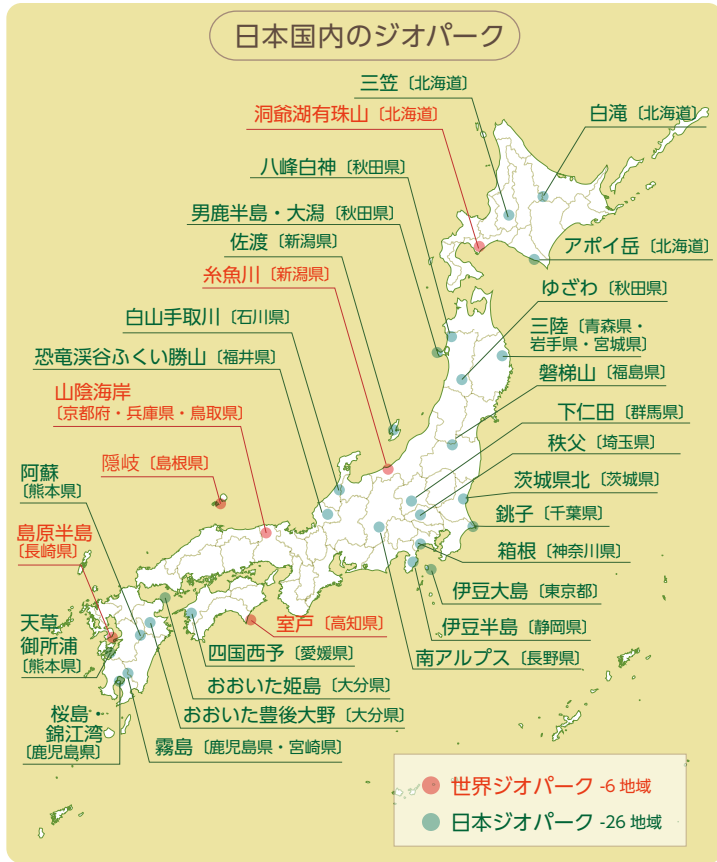 日本国内のジオパーク
三笠〔北海道〕
洞爺湖有珠山〔北海道〕
白滝〔北海道〕
八峰白神〔秋田県〕
男鹿半島・大潟〔秋田県〕
佐渡〔新潟県〕
アポイ岳〔北海道〕
糸魚川〔新潟県〕
ゆざわ〔秋田県〕
白山手取川〔石川県〕
三陸〔青森県・
岩手県・宮城県〕
恐竜渓谷ふくい勝山〔福井県〕
磐梯山〔福島県〕
山陰海岸
〔京都府・兵庫県・鳥取県〕
下仁田〔群馬県〕
秩父〔埼玉県〕
隠岐〔島根県〕
阿蘇
〔熊本県〕
茨城県北〔茨城県〕
銚子〔千葉県〕
島原半島
〔長崎県〕
箱根〔神奈川県〕
伊豆大島〔東京都〕
天草
御所浦
〔熊本県〕
室戸〔高知県〕
伊豆半島〔静岡県〕
四国西予〔愛媛県〕
南アルプス〔長野県〕
おおいた姫島〔大分県〕
桜島・
錦江湾
〔鹿児島県〕
おおいた豊後大野〔大分県〕
霧島〔鹿児島県・宮崎県〕
世界ジオパーク -6 地域
日本ジオパーク -26 地域